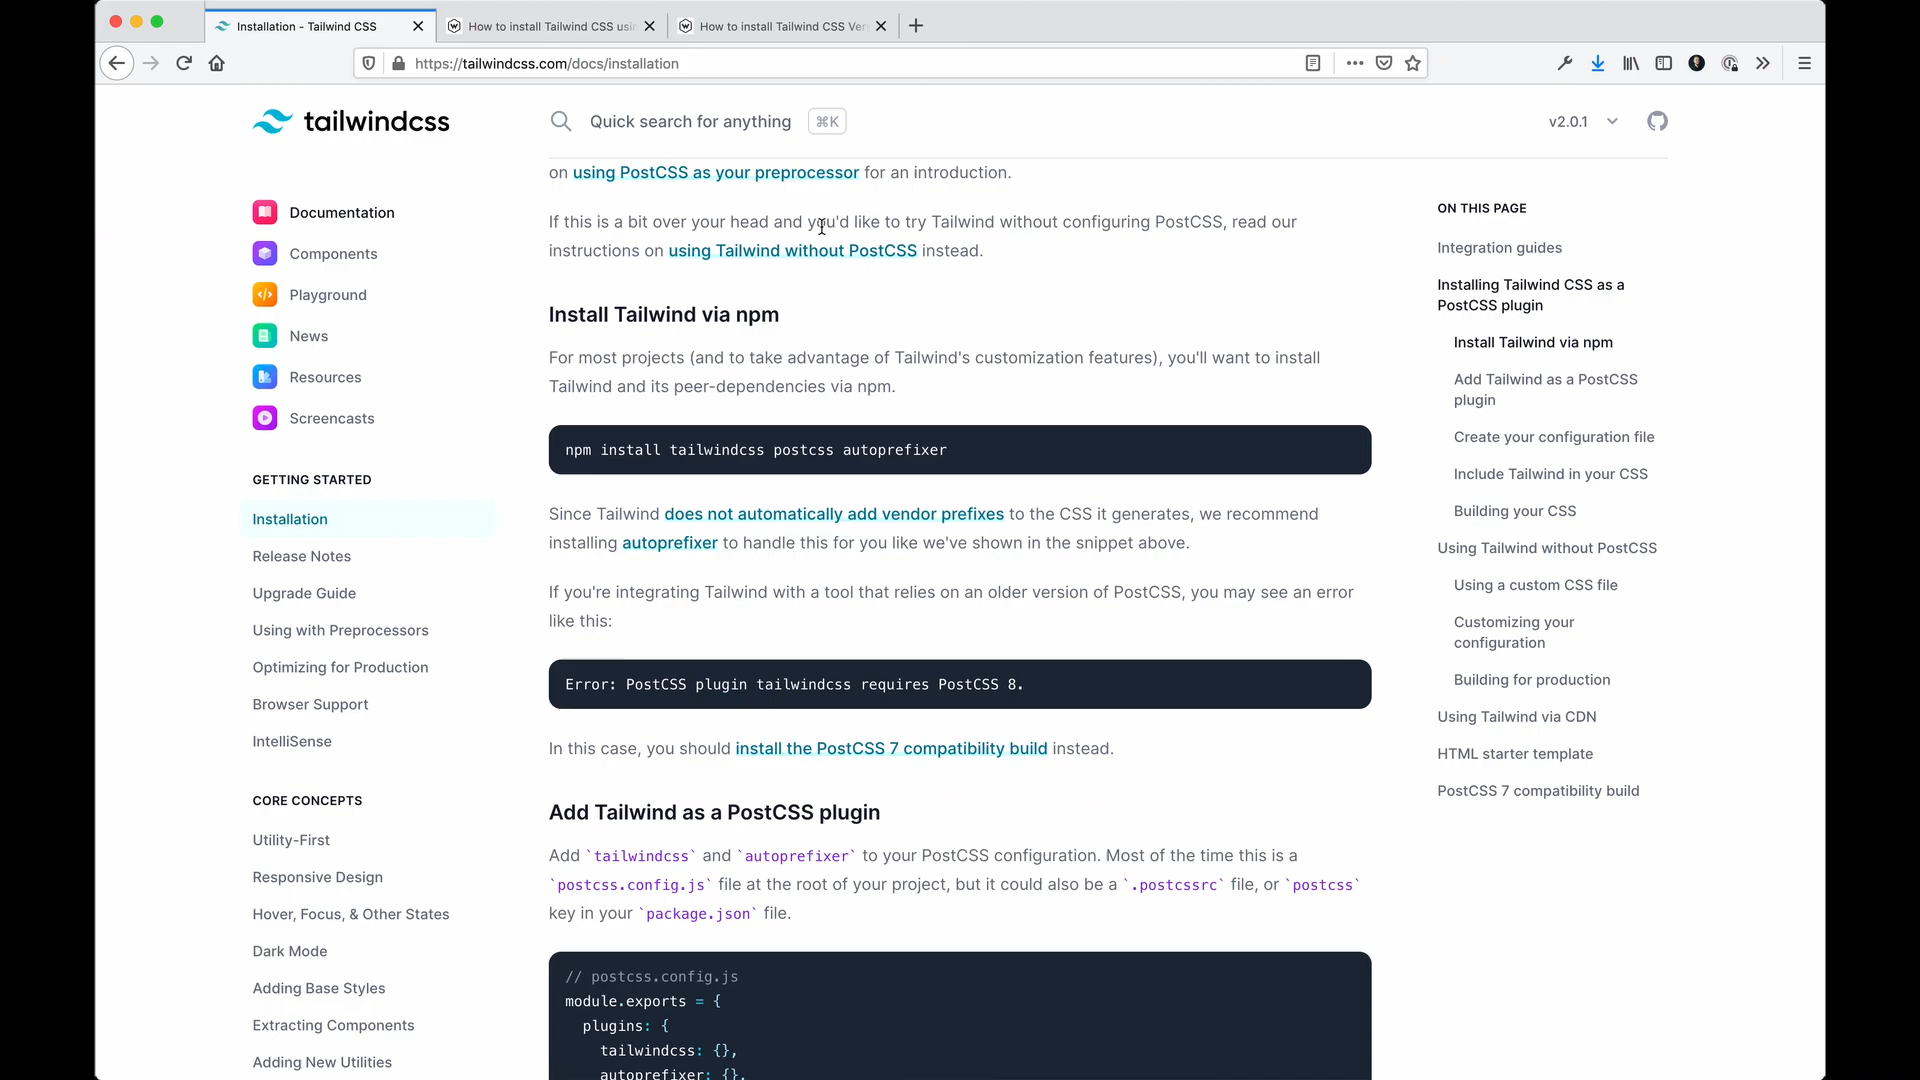 Installation - Tailwind CSS
How to install Tailwind CSS usin
How to install Tailwind CSS Ver
https://tailwindcss.com/docs/installation
tailwindcss
Quick search for anything
⌘K
v2.0.1
Documentation
Components
Playground
News
Resources
Screencasts
GETTING STARTED
Installation
Release Notes
Upgrade Guide
Using with Preprocessors
Optimizing for Production
Browser Support
IntelliSense
CORE CONCEPTS
Utility-First
Responsive Design
Hover, Focus, & Other States
Dark Mode
Adding Base Styles
Extracting Components
Adding New Utilities
on using PostCSS as your preprocessor for an introduction.
If this is a bit over your head and you'd like to try Tailwind without configuring PostCSS, read our
instructions on using Tailwind without PostCSS instead.
Install Tailwind via npm
For most projects (and to take advantage of Tailwind's customization features), you'll want to install
Tailwind and its peer-dependencies via npm.
npm install tailwindcss postcss autoprefixer
Since Tailwind does not automatically add vendor prefixes to the CSS it generates, we recommend
installing autoprefixer to handle this for you like we've shown in the snippet above.
If you're integrating Tailwind with a tool that relies on an older version of PostCSS, you may see an error
like this:
Error: PostCSS plugin tailwindcss requires PostCSS 8.
In this case, you should install the PostCSS 7 compatibility build instead.
Add Tailwind as a PostCSS plugin
Add `tailwindcss` and `autoprefixer` to your PostCSS configuration. Most of the time this is a
`postcss.config.js` file at the root of your project, but it could also be a `.postcssrc` file, or `postcss`
key in your `package.json` file.
// postcss.config.js
module.exports = {
plugins: {
tailwindcss: {},
autoprefixer: {},
ON THIS PAGE
Integration guides
Installing Tailwind CSS as a
PostCSS plugin
Install Tailwind via npm
Add Tailwind as a PostCSS
plugin
Create your configuration file
Include Tailwind in your CSS
Building your CSS
Using Tailwind without PostCSS
Using a custom CSS file
Customizing your
configuration
Building for production
Using Tailwind via CDN
HTML starter template
PostCSS 7 compatibility build